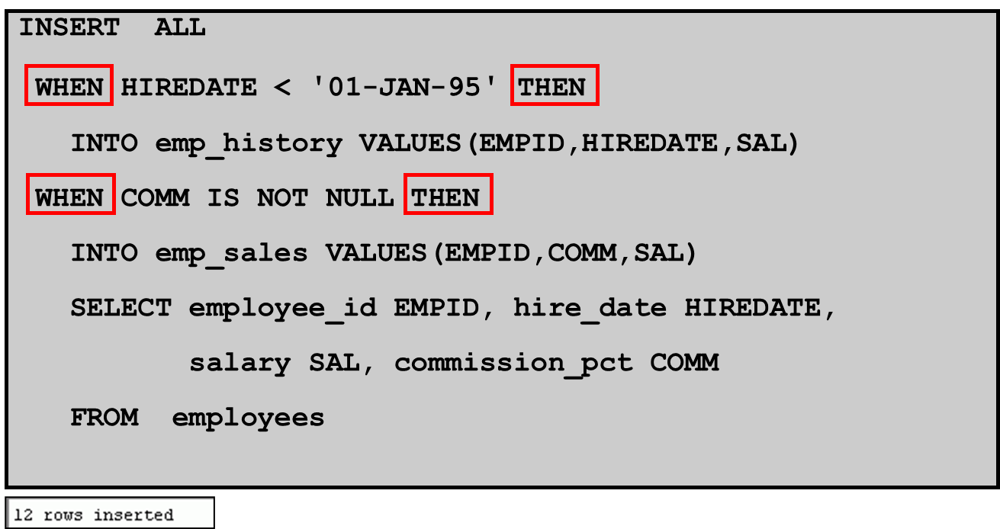 INSERT ALL
WHEN HIREDATE < '01-JAN-95' THEN
INTO emp_history VALUES(EMPID,HIREDATE,SAL)
WHEN COMM IS NOT NULL THEN
INTO emp_sales VALUES(EMPID,COMM,SAL)
SELECT employee_id EMPID, hire_date HIREDATE,
salary SAL, commission_pct COMM
FROM employees
12 rows inserted